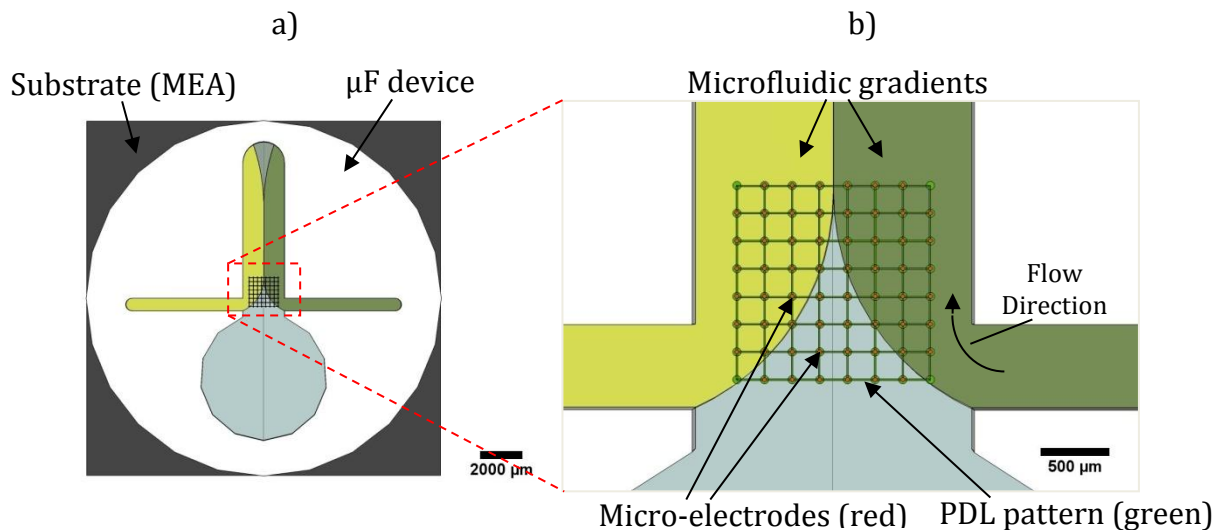 a)
b)
Substrate (MEA)
µF device
Microfluidic gradients
Flow
Direction
2000 µm
500 µm
Micro-electrodes (red)
PDL pattern (green)